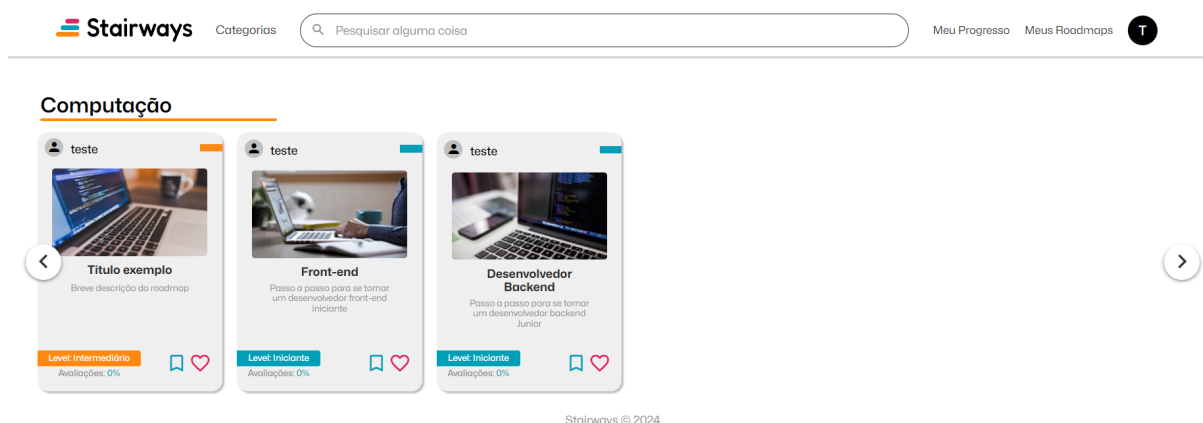 Stairways Categorias Pesquisar alguma coisa Meu Progresso Meus Roadmaps T
Computação
teste
Titulo exemplo
Breve descrição do roadmap
Level: Intermediário
Avaliações: 0%
teste
Front-end
Passo a passo para se tornar
um desenvolvedor front-end
iniciante
Level: Iniciante
Avaliações: 0%
teste
Desenvolvedor
Backend
Passo a passo para se tornar
um desenvolvedor backend
Junior
Level: Iniciante
Avaliações: 0%
Stairways © 2024